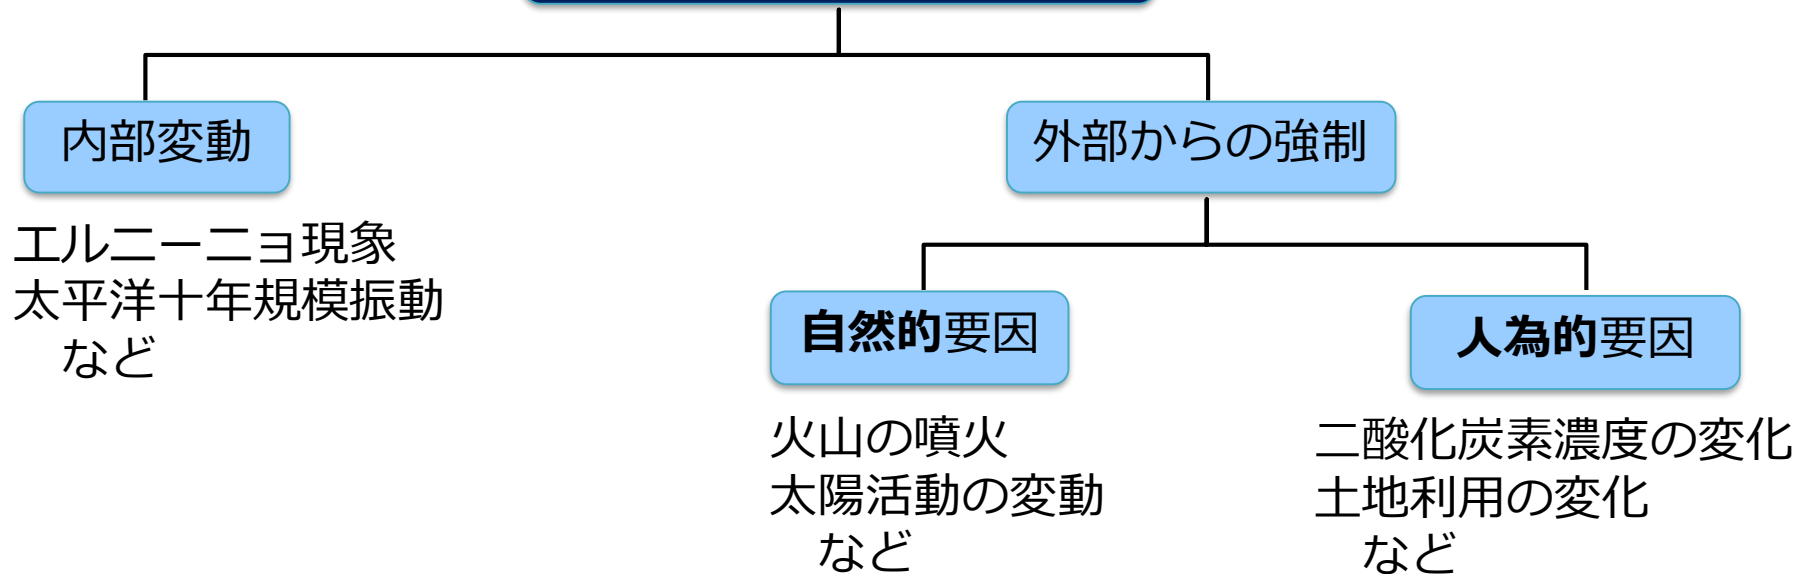 内部変動
外部からの強制
エルニーニョ現象
太平洋十年規模振動
など
自然的要因
人為的要因
火山の噴火
太陽活動の変動
など
二酸化炭素濃度の変化
土地利用の変化
など